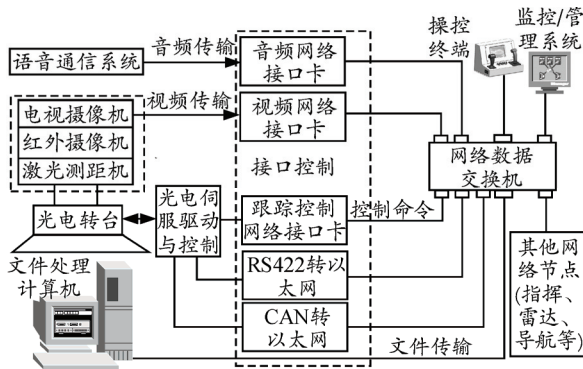 语音通信系统
音频传输
音频网络
接口卡
操控
终端
监控/管
理系统
电视摄像机
红外摄像机
激光测距机
视频传输
视频网络
接口卡
接口控制
网络数据
交换机
光电转台
光电伺
服驱动
与控制
跟踪控制
网络接口卡
控制命令
RS422转以
太网
CAN转
以太网
文件处理
计算机
文件传输
其他网
络节点
(指挥、
雷达、
导航等)